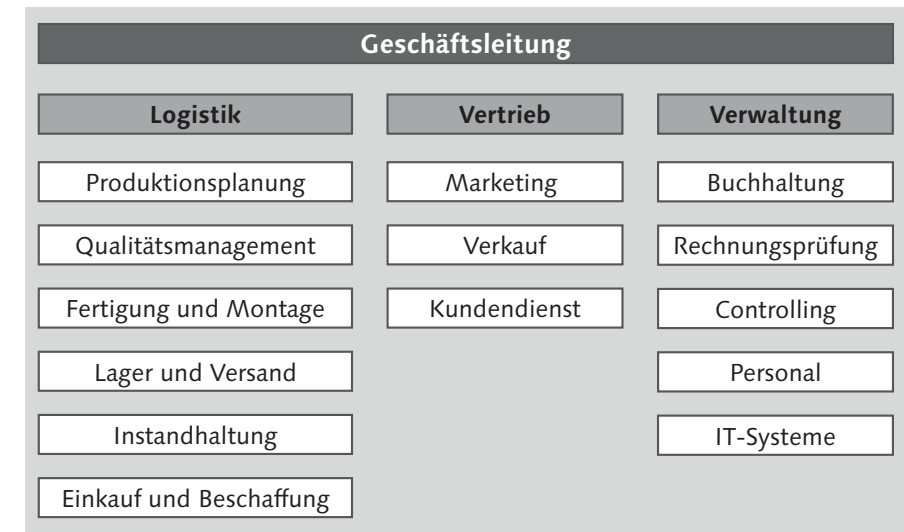 Geschäftsleitung
Logistik
Produktionsplanung
Qualitätsmanagement
Fertigung und Montage
Lager und Versand
Instandhaltung
Einkauf und Beschaffung
Vertrieb
Marketing
Verkauf
Kundendienst
Verwaltung
Buchhaltung
Rechnungsprüfung
Controlling
Personal
IT-Systeme